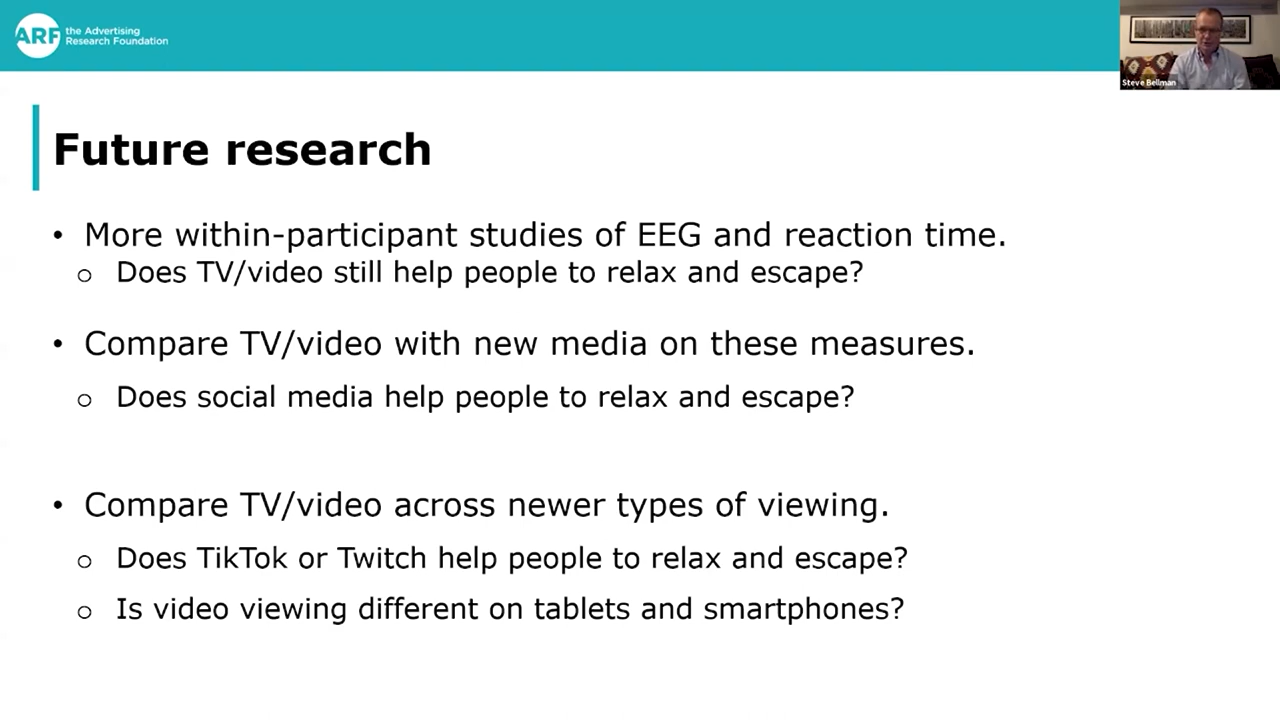 ARF the Advertising
Research Foundation
Steve Bellman
Future research
• More within-participant studies of EEG and reaction time.
o Does TV/video still help people to relax and escape?
• Compare TV/video with new media on these measures.
o Does social media help people to relax and escape?
• Compare TV/video across newer types of viewing.
o Does TikTok or Twitch help people to relax and escape?
o Is video viewing different on tablets and smartphones?